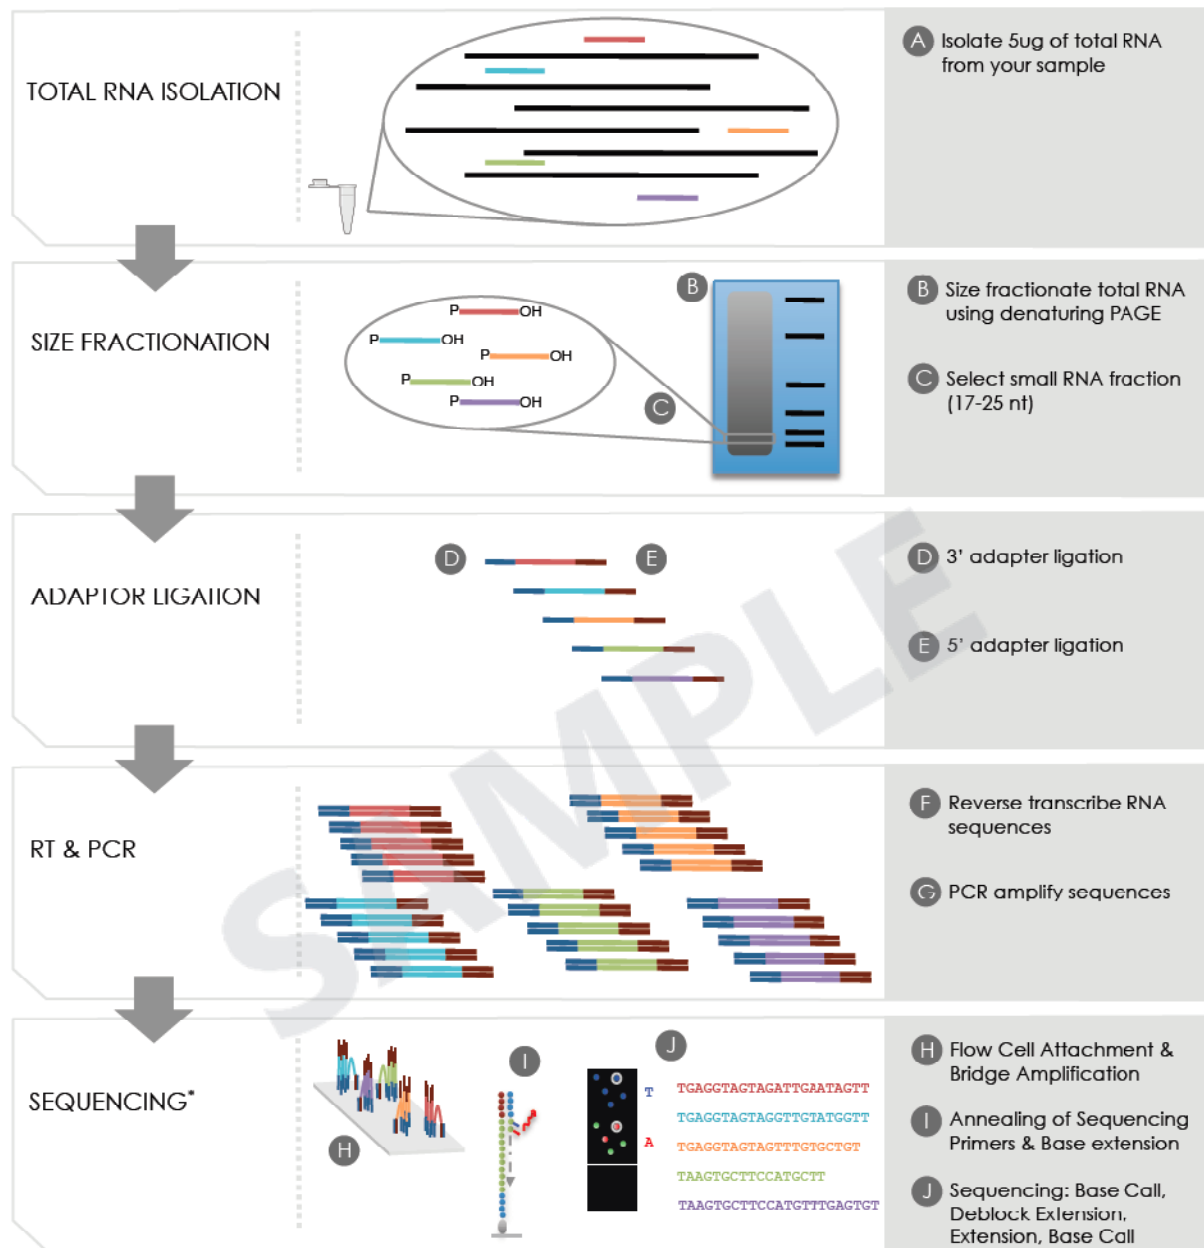 TOTAL RNA ISOLATION
A Isolate 5ug of total RNA
from your sample
SIZE FRACTIONATION
P OH
P OH
P OH
P OH
P OH
B
C
B Size fractionate total RNA
using denaturing PAGE
C Select small RNA fraction
(17-25 nt)
ADAPTOR LIGATION
D E
D 3' adapter ligation
E 5' adapter ligation
RT & PCR
F Reverse transcribe RNA
sequences
G PCR amplify sequences
SAMPLE
SEQUENCING*
H
I
J
T
A
TGAGGTAGTAGATTGAATAGTT
TGAGGTAGTAGGTTGTATGGTT
TGAGGTAGTAGTTTGTGCTGT
TAAGTGCTTCCATGCTT
TAAGTGCTTCCATGTTTGAGTGT
H Flow Cell Attachment &
Bridge Amplification
I Annealing of Sequencing
Primers & Base extension
J Sequencing: Base Call,
Deblock Extension,
Extension, Base Call